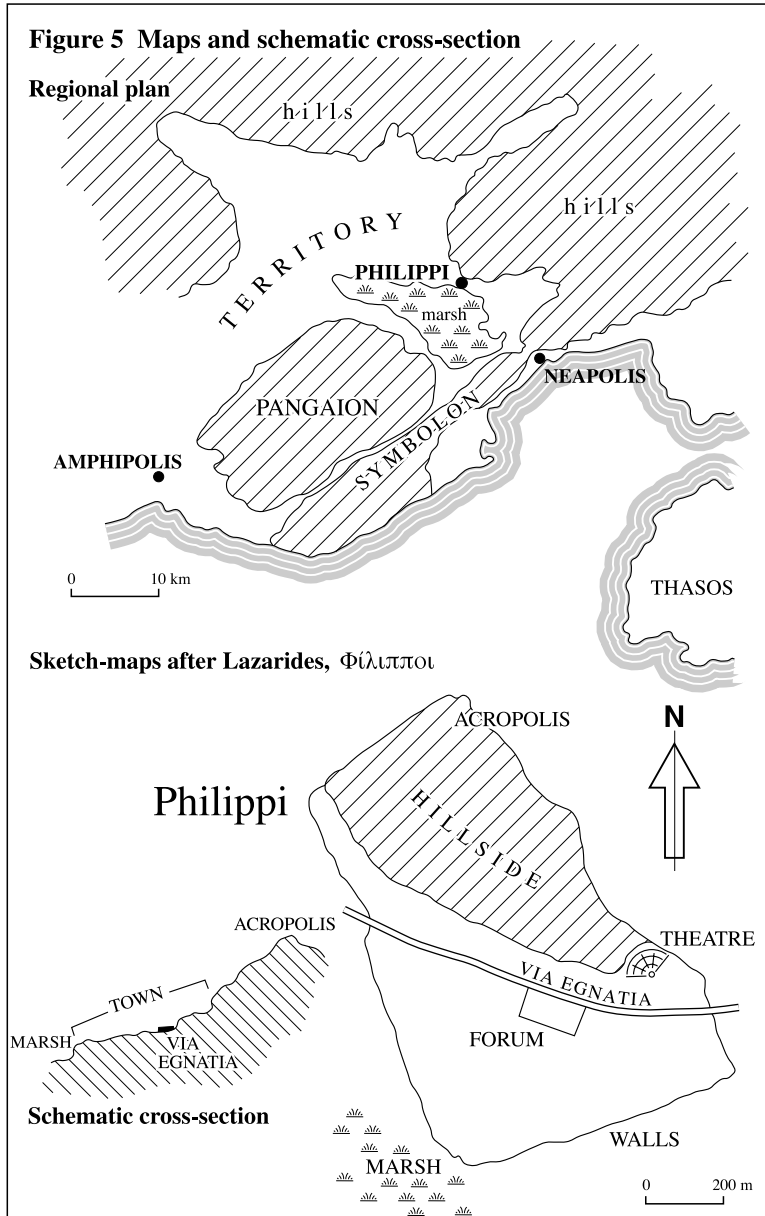 Figure 5 Maps and schematic cross-section
Regional plan
hills
hills
TERRITORY
PHILIPPI
marsh
NEAPOLIS
PANGAION
SYMBOLON
AMPHIPOLIS
0 10 km
THASOS
Sketch-maps after Lazarides, Φίλιπποι
N
ACROPOLIS
Philippi
HILLSIDE
ACROPOLIS
THEATRE
TOWN
VIA EGNATIA
MARSH
VIA
EGNATIA
FORUM
Schematic cross-section
WALLS
MARSH
0 200 m